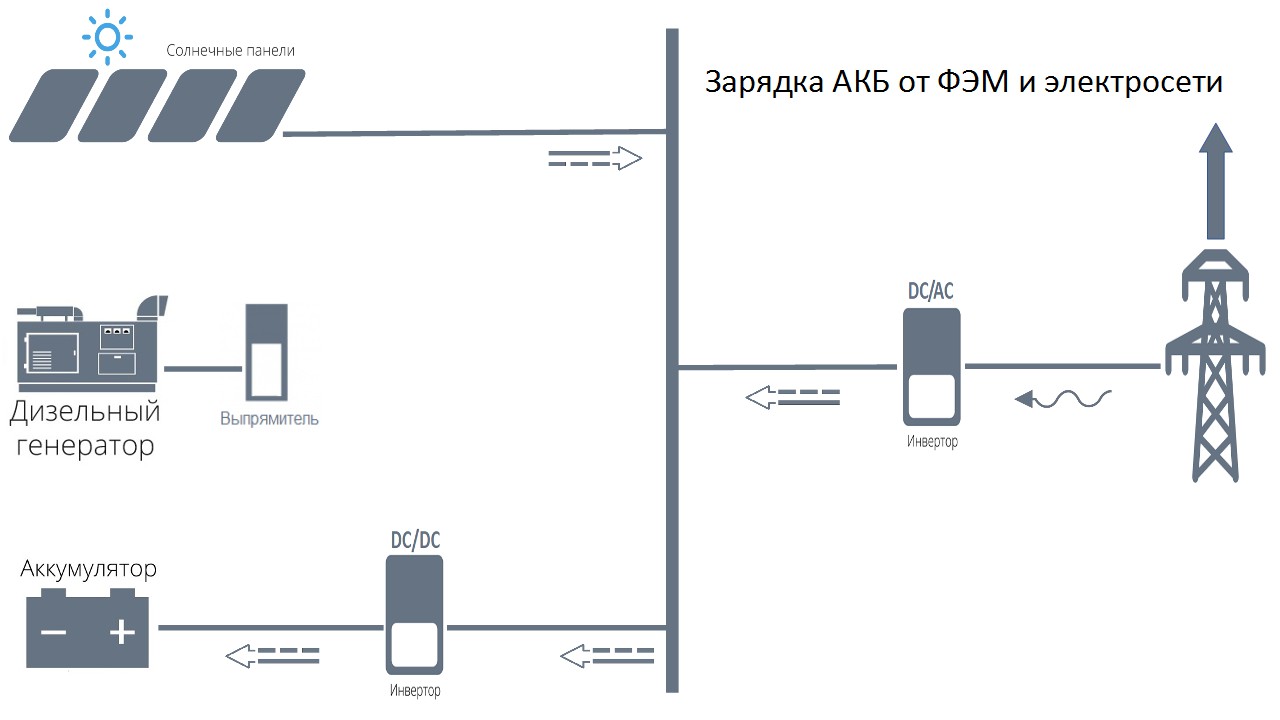 Солнечные панели
Зарядка АКБ от ФЭМ и электросети
DC/AC
Инвертор
Дизельный
генератор
Выпрямитель
DC/DC
Аккумулятор
Инвертор